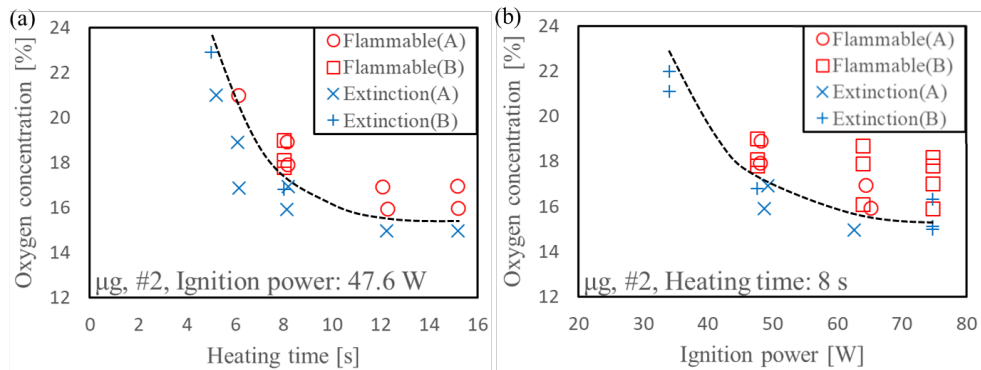 (a)
24
22
20
18
16
14
12
0 2 4 6 8 10 12 14 16
Oxygen concentration [%]
Heating time [s]
Flammable(A)
Flammable(B)
Extinction(A)
Extinction(B)
μg, #2, Ignition power: 47.6 W
(b)
24
22
20
18
16
14
12
20 30 40 50 60 70 80
Oxygen concentration [%]
Ignition power [W]
Flammable(A)
Flammable(B)
Extinction(A)
Extinction(B)
μg, #2, Heating time: 8 s